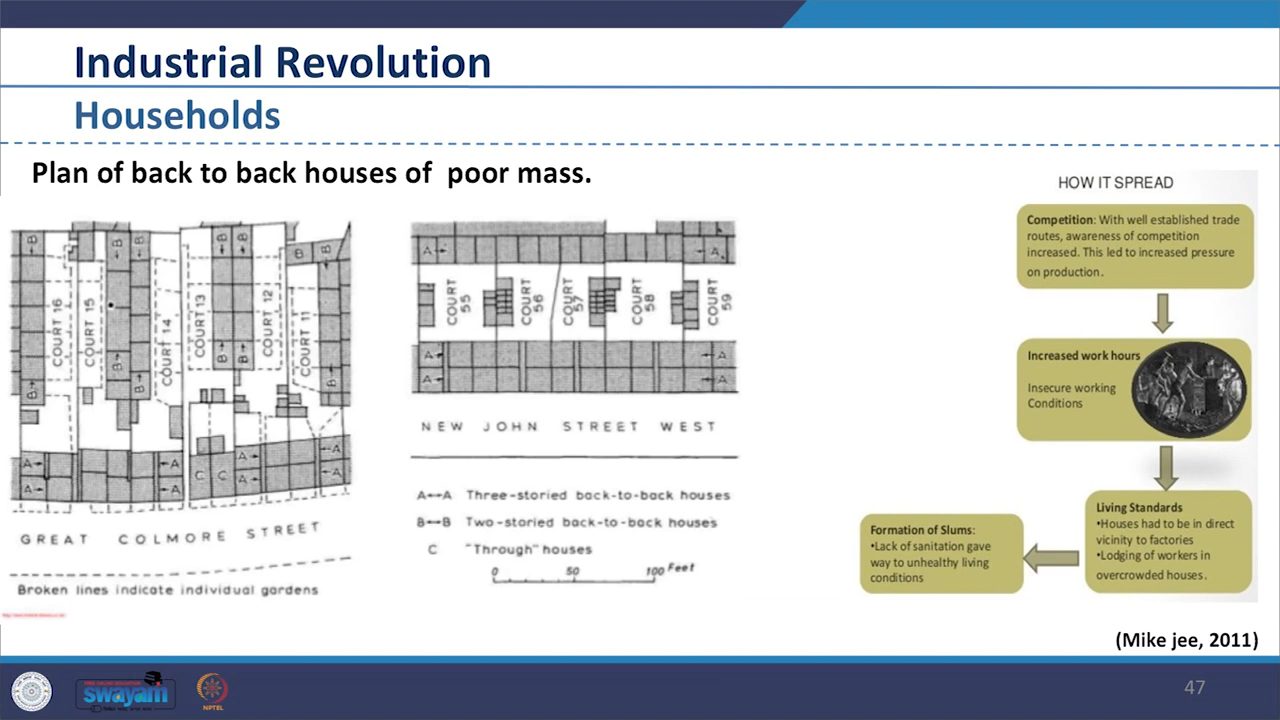 Industrial Revolution
Households
Plan of back to back houses of  poor mass.
B
B
B
B
B
B
B
COURT 16
COURT 15
COURT 14
COURT 13
COURT 12
COURT 11
B
B
B
B
B
A
A
A
A
A
A
A
A
C
C
GREAT COLMORE STREET
Broken lines indicate individual gardens
A
A
COURT 55
COURT 56
COURT 57
COURT 58
COURT 59
A
A
A
A
NEW JOHN STREET WEST
A↔A Three-storied back-to-back houses
B↔B Two-storied back-to-back houses
C "Through" houses
0 50 100 Feet
HOW IT SPREAD
Competition: With well established trade
routes, awareness of competition
increased. This led to increased pressure
on production.
Increased work hours
Insecure working
Conditions
Living Standards
•Houses had to be in direct
vicinity to factories
•Lodging of workers in
overcrowded houses.
Formation of Slums:
•Lack of sanitation gave
way to unhealthy living
conditions
(Mike jee, 2011)
swayam
NPTEL
47